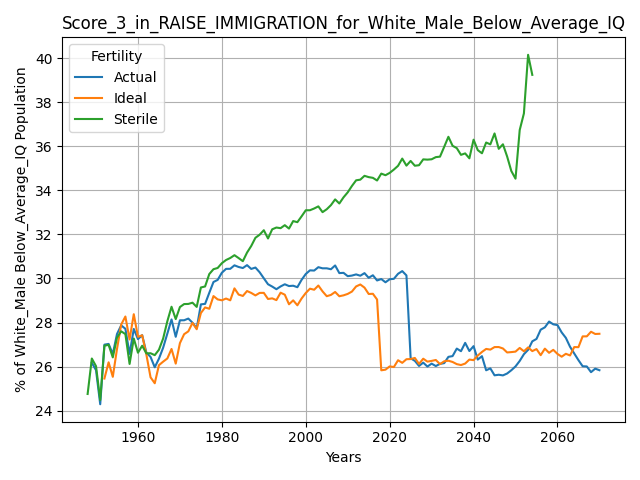 Score_3_in_RAISE_IMMIGRATION_for_White_Male_Below_Average_IQ
Fertility
Actual
Ideal
Sterile
% of White_Male Below_Average_IQ Population
40
38
36
34
32
30
28
26
24
1960
1980
2000
2020
2040
2060
Years